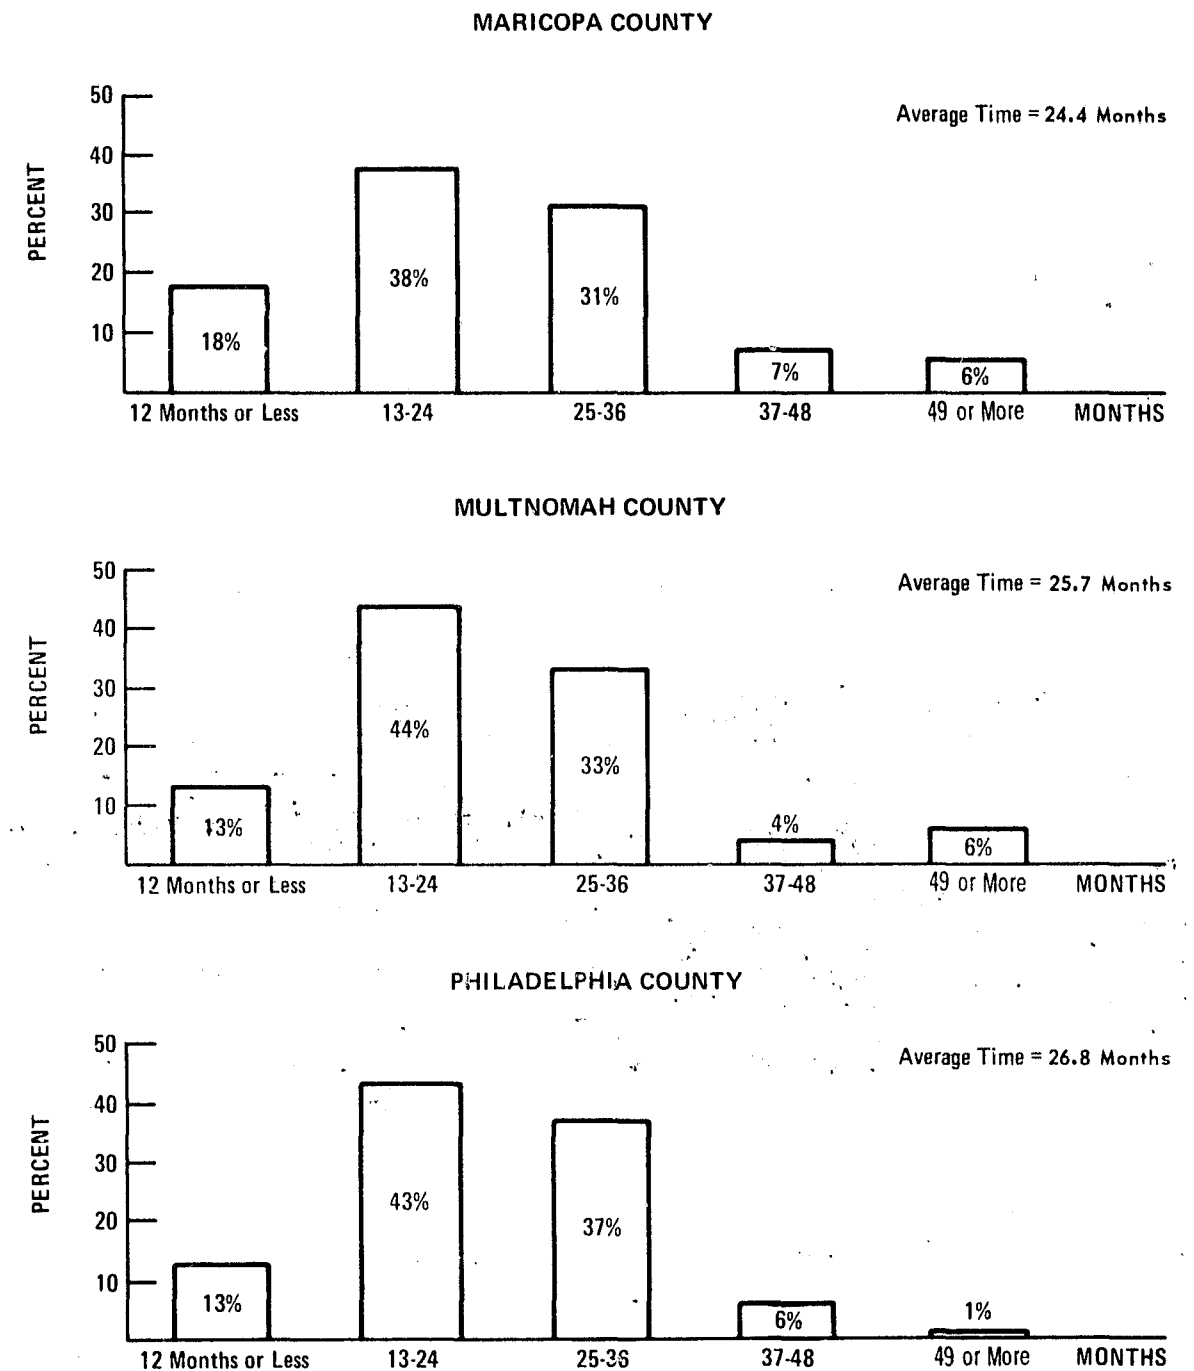 MARICOPA COUNTY
Average Time = 24.4 Months
PERCENT
50
40
30
20
10
18%
38%
31%
7%
6%
12 Months or Less 13-24 25-36 37-48 49 or More MONTHS
MULTNOMAH COUNTY
Average Time = 25.7 Months
PERCENT
50
40
30
20
10
13%
44%
33%
4%
6%
12 Months or Less 13-24 25-36 37-48 49 or More MONTHS
PHILADELPHIA COUNTY
Average Time = 26.8 Months
PERCENT
50
40
30
20
10
13%
43%
37%
6%
1%
12 Months or Less 13-24 25-36 37-48 49 or More MONTHS